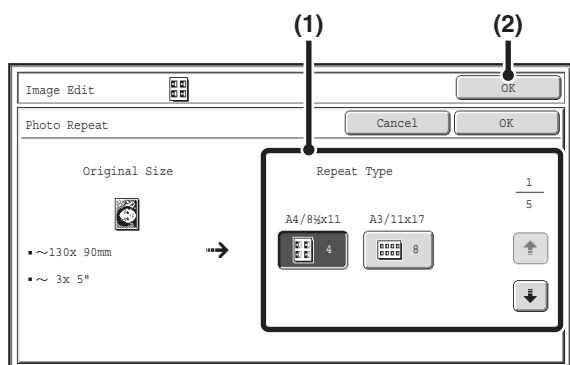 (1) (2)
Image Edit OK
Photo Repeat Cancel OK
Original Size Repeat Type
1
5
A4/8½x11 A3/11x17
4 8
▪～130x 90mm
▪～ 3x 5"